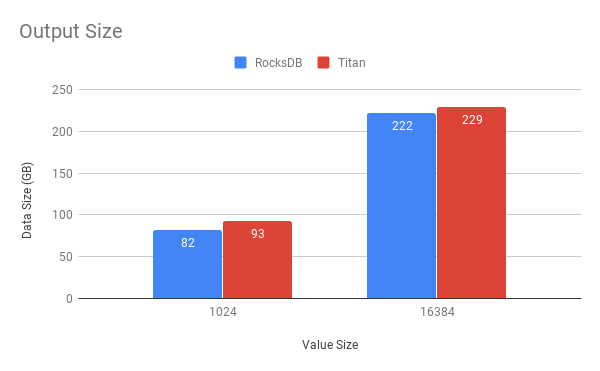 Output Size
RocksDB Titan
250
200
150
100
50
0
Data Size (GB)
82
93
222
229
1024 16384
Value Size